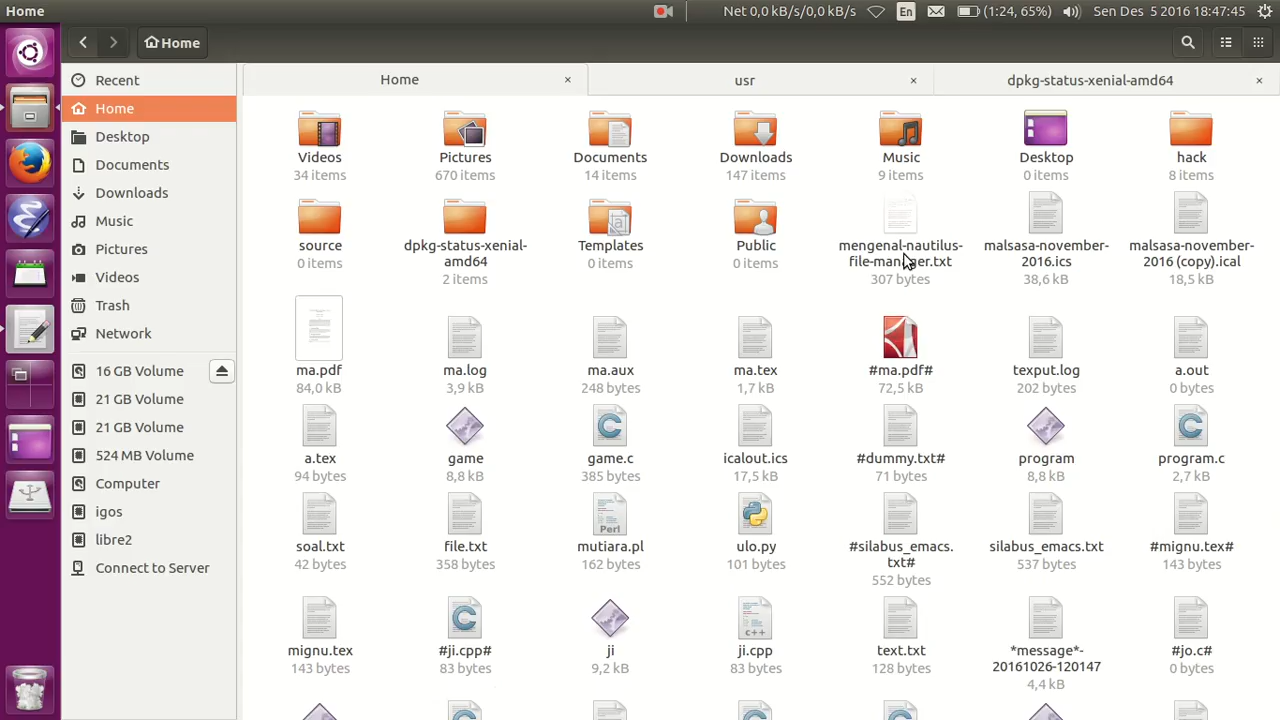 Home
Net 0,0 kB/s/0,0 kB/s
En
(1:24, 65%)
Sen Des 5 2016 18:47:45
Home
Recent
Home
Desktop
Documents
Downloads
Music
Pictures
Videos
Trash
Network
16 GB Volume
21 GB Volume
21 GB Volume
524 MB Volume
Computer
igos
libre2
Connect to Server
Home
usr
dpkg-status-xenial-amd64
Videos
34 items
Pictures
670 items
Documents
14 items
Downloads
147 items
Music
9 items
Desktop
0 items
hack
8 items
source
0 items
dpkg-status-xenial-
amd64
2 items
Templates
0 items
Public
0 items
mengenal-nautilus-
file-manager.txt
307 bytes
malsasa-november-
2016.ics
38,6 kB
malsasa-november-
2016 (copy).ical
18,5 kB
ma.pdf
84,0 kB
ma.log
3,9 kB
ma.aux
248 bytes
ma.tex
1,7 kB
#ma.pdf#
72,5 kB
texput.log
202 bytes
a.out
0 bytes
a.tex
94 bytes
game
8,8 kB
game.c
385 bytes
icalout.ics
17,5 kB
#dummy.txt#
71 bytes
program
8,8 kB
program.c
2,7 kB
soal.txt
42 bytes
file.txt
358 bytes
Perl
mutiara.pl
162 bytes
ulo.py
101 bytes
#silabus_emacs.
txt#
552 bytes
silabus_emacs.txt
537 bytes
#mignu.tex#
143 bytes
mignu.tex
143 bytes
#ji.cpp#
83 bytes
ji
9,2 kB
c++
ji.cpp
83 bytes
text.txt
128 bytes
*message*-
20161026-120147
4,4 kB
#jo.c#
0 bytes